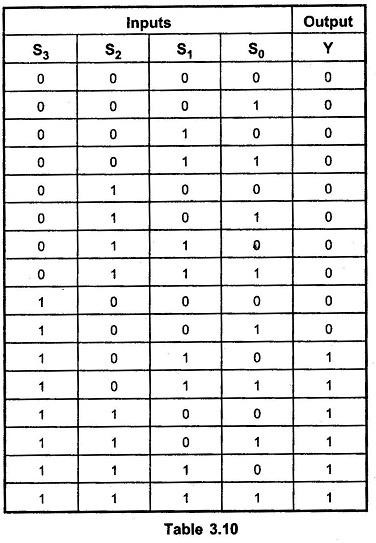 Inputs Output
S3 S2 S1 S0 Y
0 0 0 0 0
0 0 0 1 0
0 0 1 0 0
0 0 1 1 0
0 1 0 0 0
0 1 0 1 0
0 1 1 0 0
0 1 1 1 0
1 0 0 0 0
1 0 0 1 0
1 0 1 0 1
1 0 1 1 1
1 1 0 0 1
1 1 0 1 1
1 1 1 0 1
1 1 1 1 1
Table 3.10